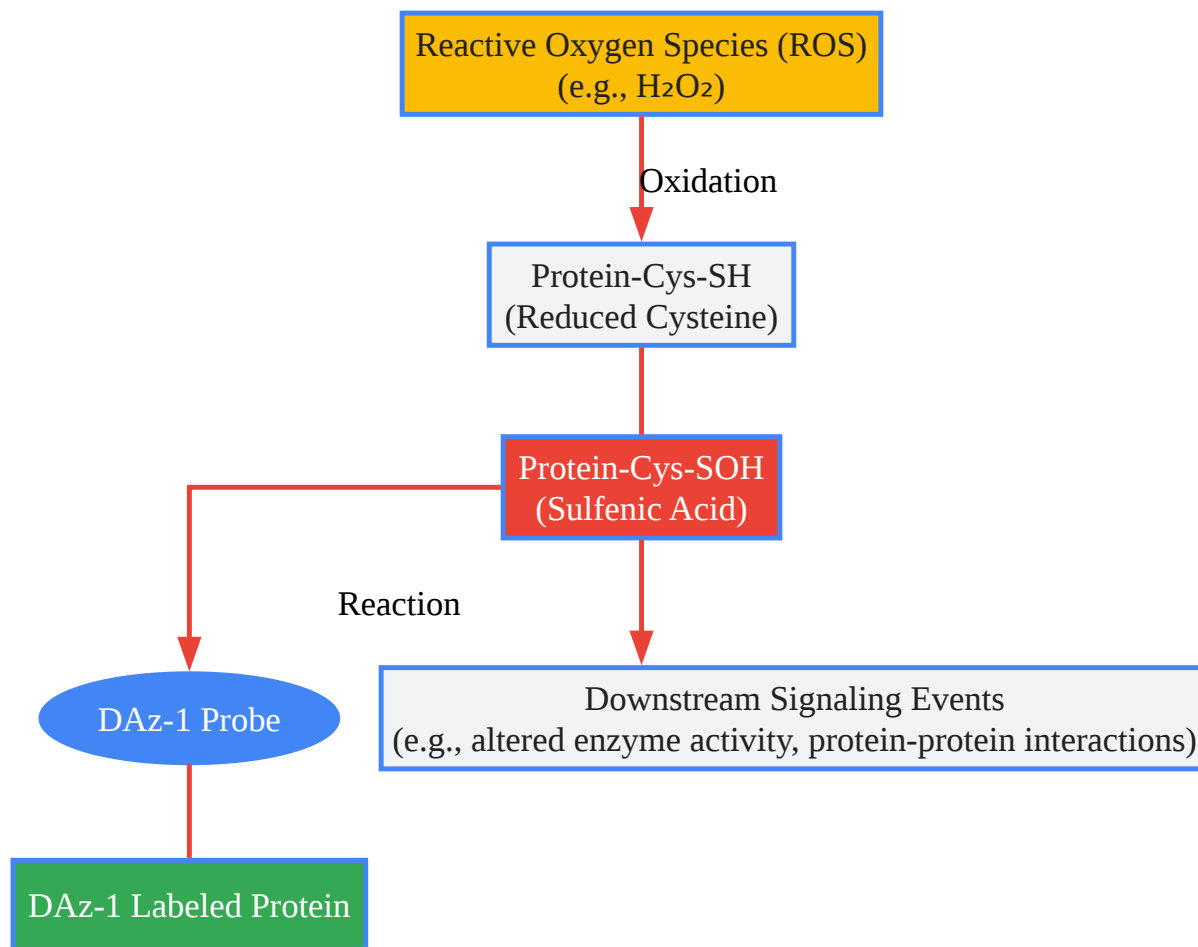 Reactive Oxygen Species (ROS)
(e.g., H₂O₂)
Oxidation
Protein-Cys-SH
(Reduced Cysteine)
Protein-Cys-SOH
(Sulfenic Acid)
Reaction
DAz-1 Probe
Downstream Signaling Events
(e.g., altered enzyme activity, protein-protein interactions)
DAz-1 Labeled Protein